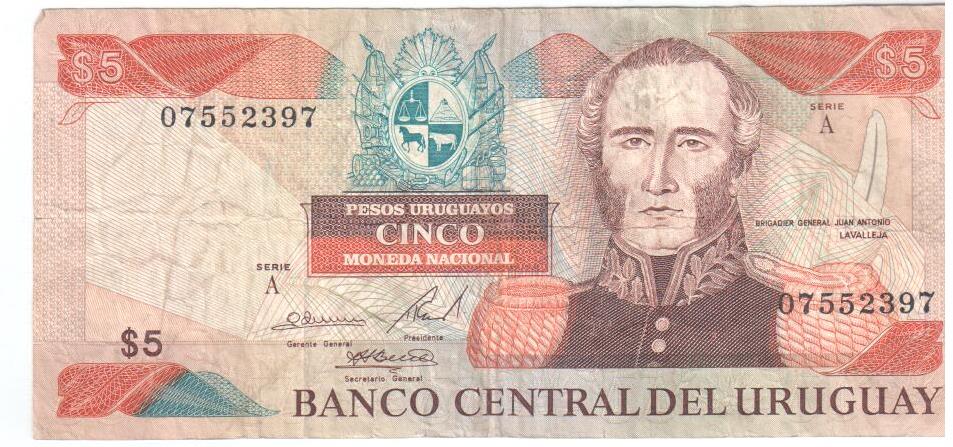 $5
$5
07552397
SERIE
A
PESOS URUGUAYOS
CINCO
MONEDA NACIONAL
BRIGADIER GENERAL JUAN ANTONIO
LAVALLEJA
SERIE
A
07552397
$5
Gerente General
Presidente
Secretario General
BANCO CENTRAL DEL URUGUAY